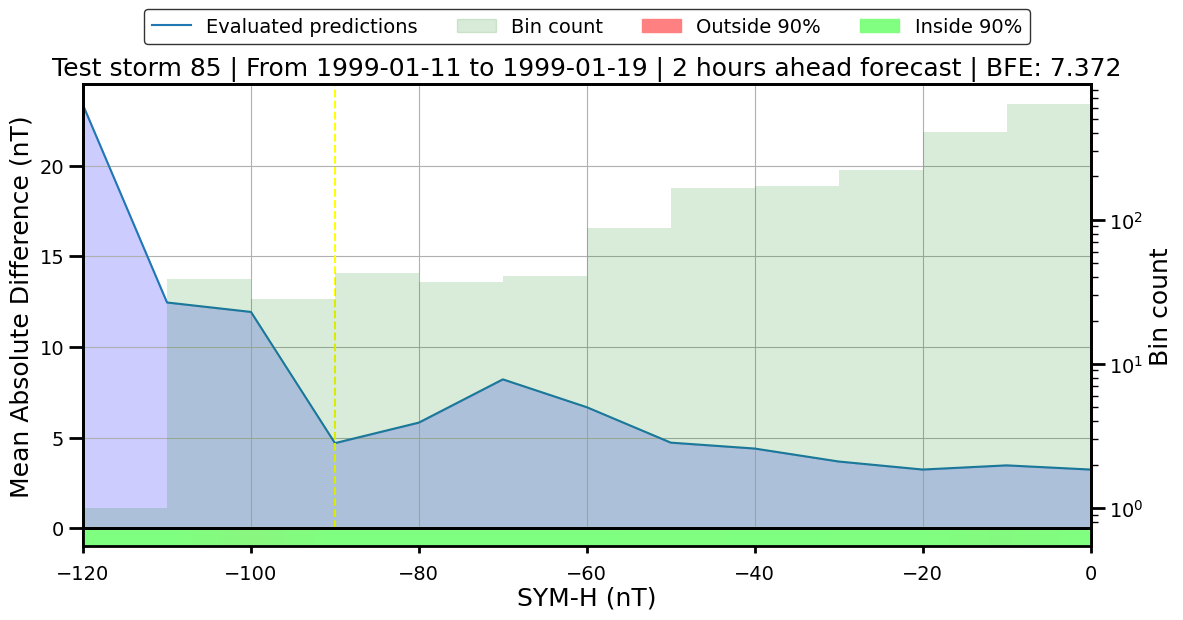 Evaluated predictions Bin count Outside 90% Inside 90%
Test storm 85 | From 1999-01-11 to 1999-01-19 | 2 hours ahead forecast | BFE: 7.372
Mean Absolute Difference (nT)
20
15
10
5
0
−120 −100 −80 −60 −40 −20 0
SYM-H (nT)
10²
10¹
10⁰
Bin count